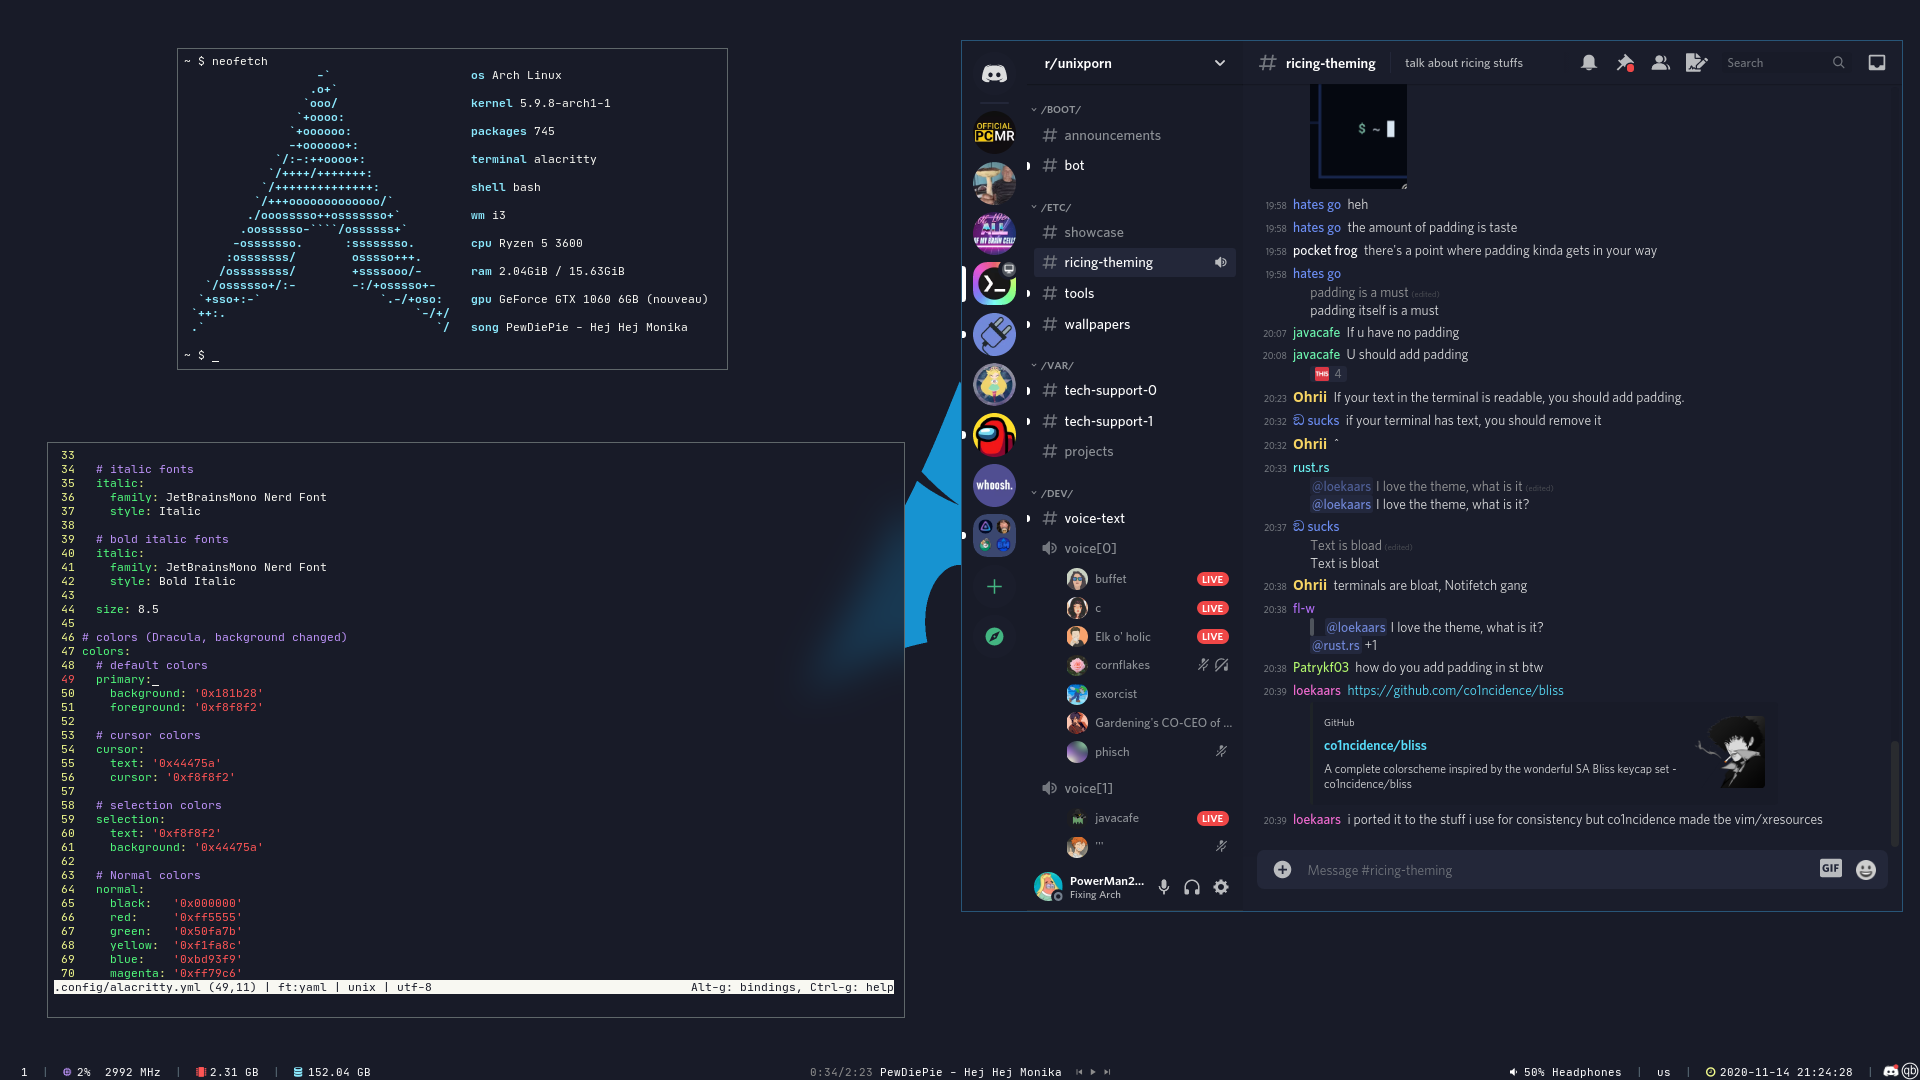 ~ $ neofetch
os Arch Linux
kernel 5.9.8-arch1-1
packages 745
terminal alacritty
shell bash
wm i3
cpu Ryzen 5 3600
ram 2.04GiB / 15.63GiB
gpu GeForce GTX 1060 6GB (nouveau)
song PewDiePie - Hej Hej Monika
~ $ _
33
34 # italic fonts
35 italic:
36 family: JetBrainsMono Nerd Font
37 style: Italic
38
39 # bold italic fonts
40 italic:
41 family: JetBrainsMono Nerd Font
42 style: Bold Italic
43
44 size: 8.5
45
46 # colors (Dracula, background changed)
47 colors:
48 # default colors
49 primary:_
50 background: '0x181b28'
51 foreground: '0xf8f8f2'
52
53 # cursor colors
54 cursor:
55 text: '0x44475a'
56 cursor: '0xf8f8f2'
57
58 # selection colors
59 selection:
60 text: '0xf8f8f2'
61 background: '0x44475a'
62
63 # Normal colors
64 normal:
65 black: '0x000000'
66 red: '0xff5555'
67 green: '0x50fa7b'
68 yellow: '0xf1fa8c'
69 blue: '0xbd93f9'
70 magenta: '0xff79c6'
.config/alacritty.yml (49,11) | ft:yaml | unix | utf-8 Alt-g: bindings, Ctrl-g: help
OFFICIAL
PCMR
whoosh.
r/unixporn
/BOOT/
# announcements
# bot
/ETC/
# showcase
# ricing-theming
# tools
# wallpapers
/VAR/
# tech-support-0
# tech-support-1
# projects
/DEV/
# voice-text
voice[0]
buffet LIVE
c LIVE
Elk o' holic LIVE
cornflakes
exorcist
Gardening's CO-CEO of ...
phisch
voice[1]
javacafe LIVE
'''
PowerMan2...
Fixing Arch
# ricing-theming talk about ricing stuffs Search
$ ~
19:58 hates go heh
19:58 hates go the amount of padding is taste
19:58 pocket frog there's a point where padding kinda gets in your way
19:58 hates go
padding is a must (edited)
padding itself is a must
20:07 javacafe If u have no padding
20:08 javacafe U should add padding
THIS 4
20:23 Ohrii If your text in the terminal is readable, you should add padding.
20:32 sucks if your terminal has text, you should remove it
20:32 Ohrii ^
20:33 rust.rs
@loekaars I love the theme, what is it (edited)
@loekaars I love the theme, what is it?
20:37 sucks
Text is bload (edited)
Text is bloat
20:38 Ohrii terminals are bloat, Notifetch gang
20:38 fl-w
@loekaars I love the theme, what is it?
@rust.rs +1
20:38 Patrykf03 how do you add padding in st btw
20:39 loekaars https://github.com/co1ncidence/bliss
GitHub
co1ncidence/bliss
A complete colorscheme inspired by the wonderful SA Bliss keycap set -
co1ncidence/bliss
20:39 loekaars i ported it to the stuff i use for consistency but co1ncidence made tbe vim/xresources
Message #ricing-theming GIF
1 | 2% 2992 MHz | 2.31 GB | 152.04 GB
0:34/2:23 PewDiePie - Hej Hej Monika
50% Headphones | us | 2020-11-14 21:24:28 | qb